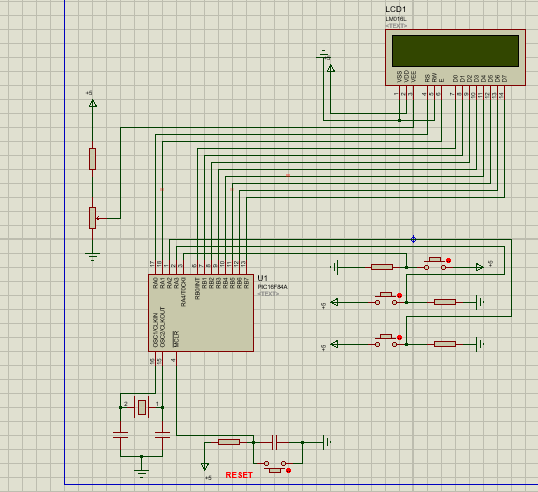 LCD1
LM016L
<TEXT>
VSS
VDD
VEE
RS
RW
E
D0
D1
D2
D3
D4
D5
D6
D7
1
2
3
4
5
6
7
8
9
10
11
12
13
14
+5
17
18
1
2
3
6
7
8
9
10
11
12
13
RA0
RA1
RA2
RA3
RA4/T0CKI
RB0/INT
RB1
RB2
RB3
RB4
RB5
RB6
RB7
U1
PIC16F84A
<TEXT>
OSC1/CLKIN
OSC2/CLKOUT
MCLR
16
15
4
+5
+5
+5
2
1
+5
RESET